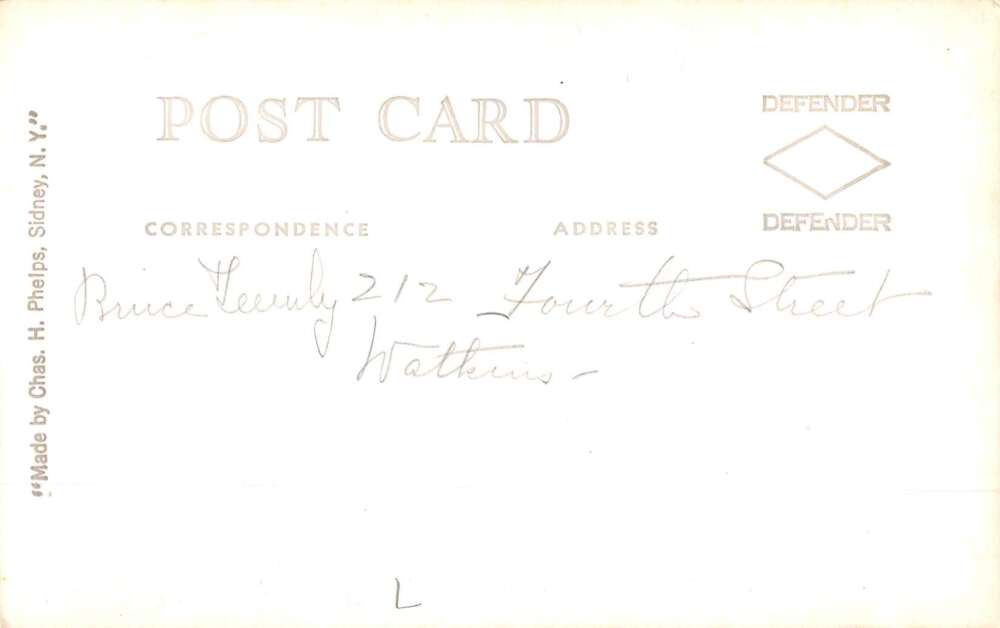 POST CARD
DEFENDER
DEFENDER
CORRESPONDENCE
ADDRESS
Bruce 212 Fourth Street
Watkins -
L
"Made by Chas. H. Phelps, Sidney, N. Y."